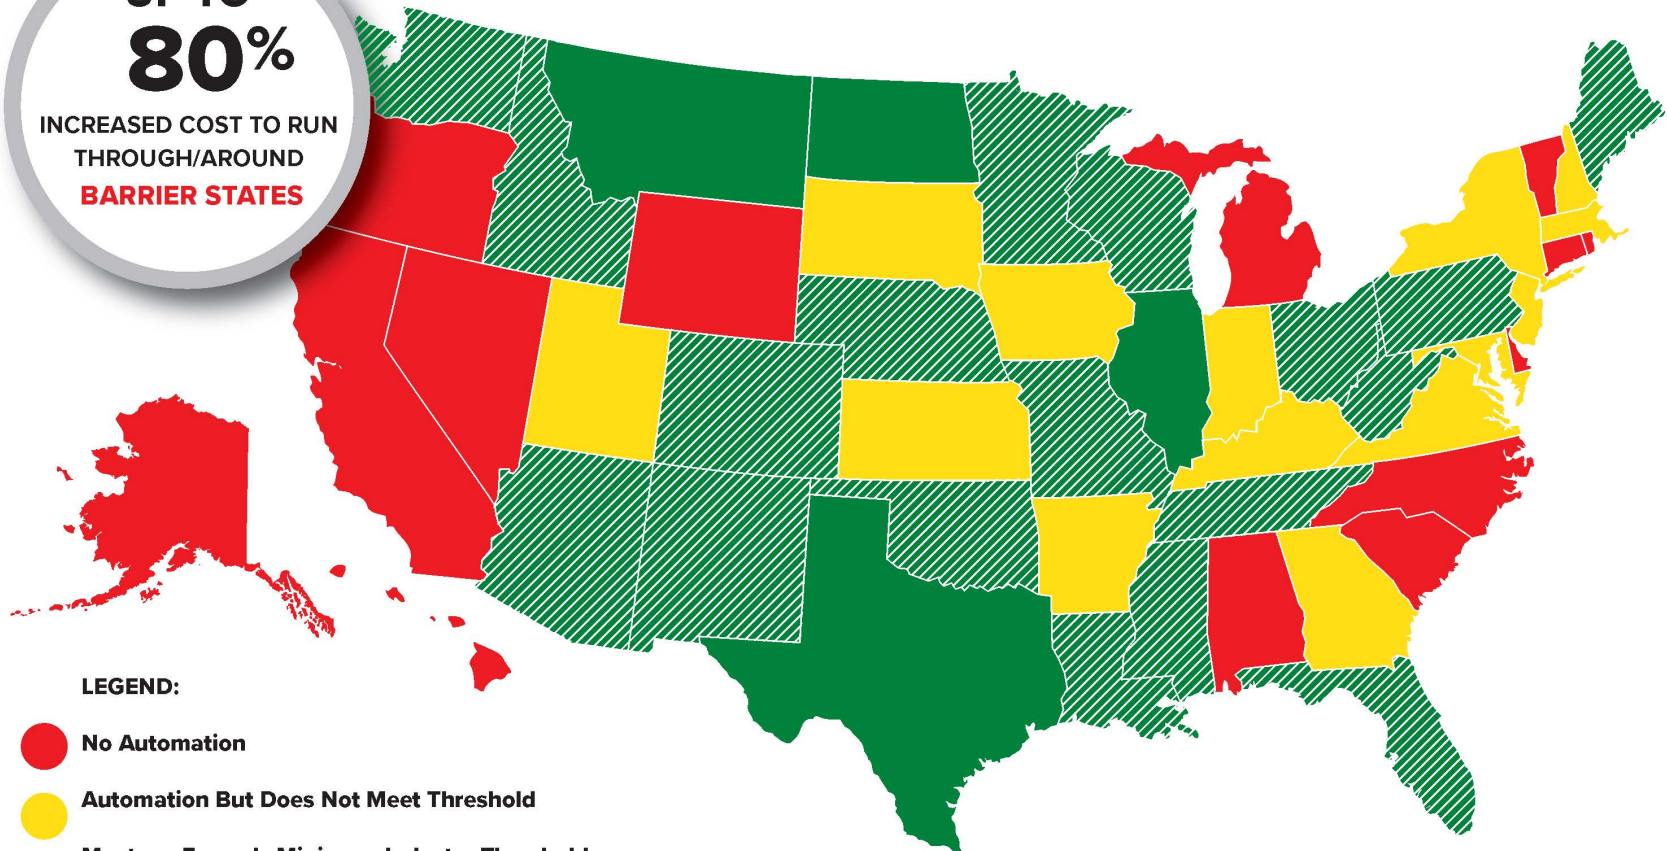 80%
INCREASED COST TO RUN
THROUGH/AROUND
BARRIER STATES
LEGEND:
No Automation
Automation But Does Not Meet Threshold